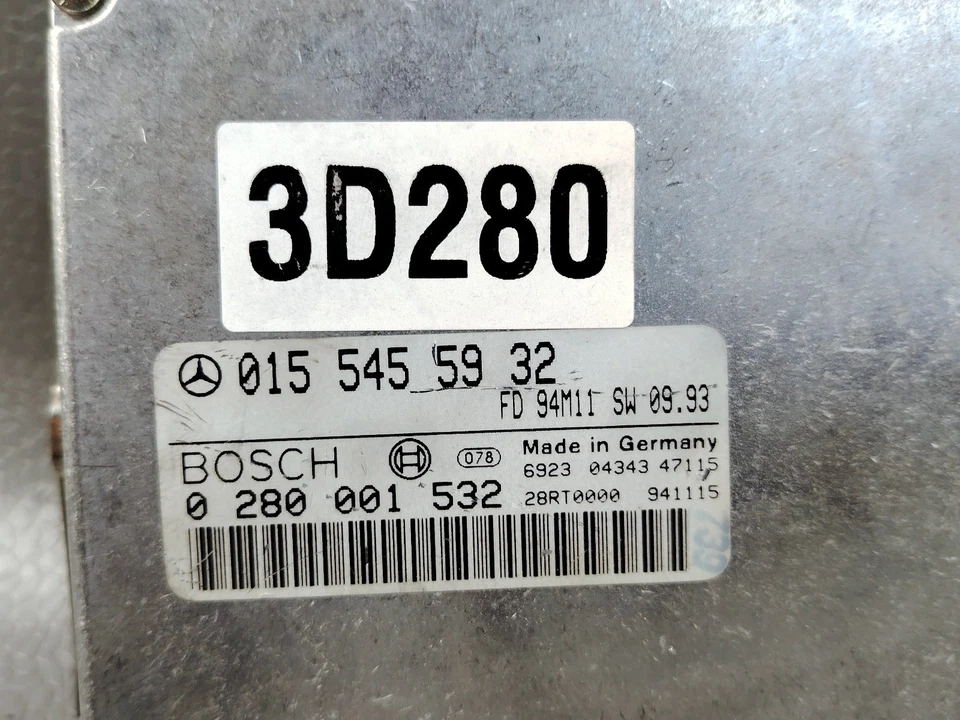 3D280
015 545 59 32
FD 94M11 SW 09.93
BOSCH 078 Made in Germany
6923 04343 47115
0 280 001 532 28RT0000 941115